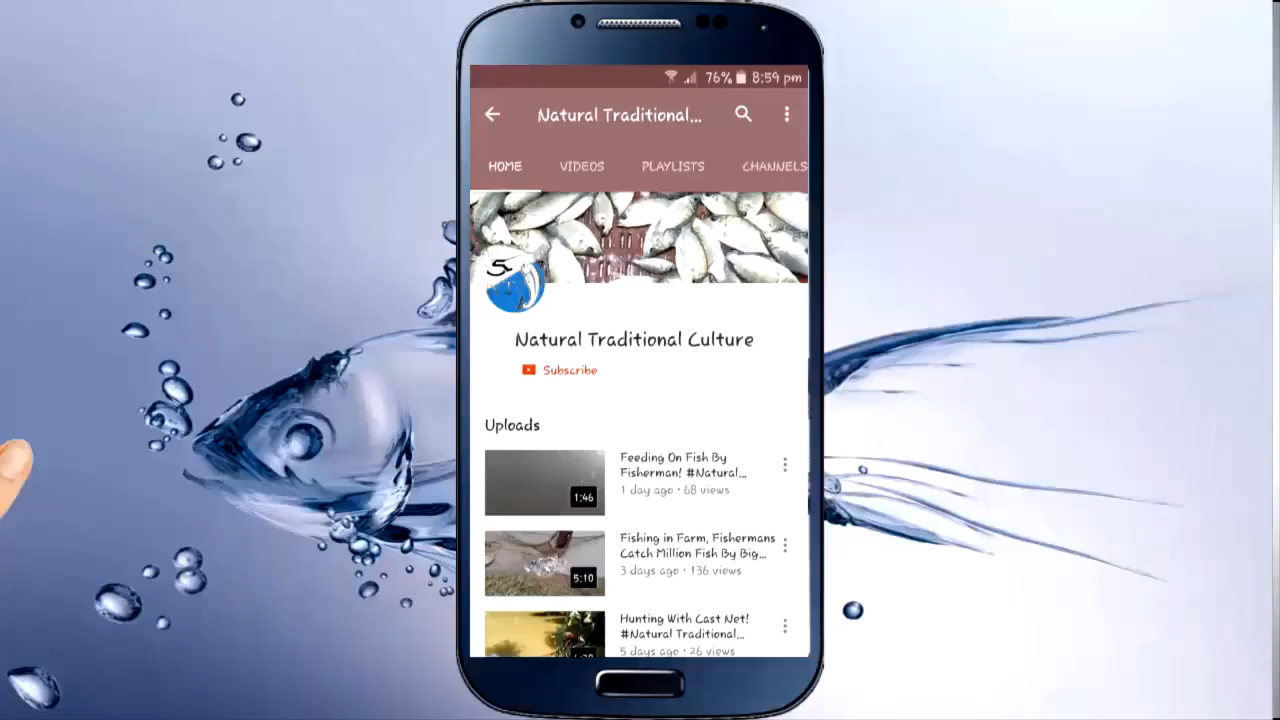 76% 8:59 pm
Natural Traditional...
HOME VIDEOS PLAYLISTS CHANNELS
Natural Traditional Culture
Subscribe
Uploads
Feeding On Fish By
Fisherman! #Natural...
1 day ago • 68 views
1:46
Fishing in Farm, Fishermans
Catch Million Fish By Big...
3 days ago • 136 views
5:10
Hunting With Cast Net!
#Natural Traditional...
5 days ago • 26 views